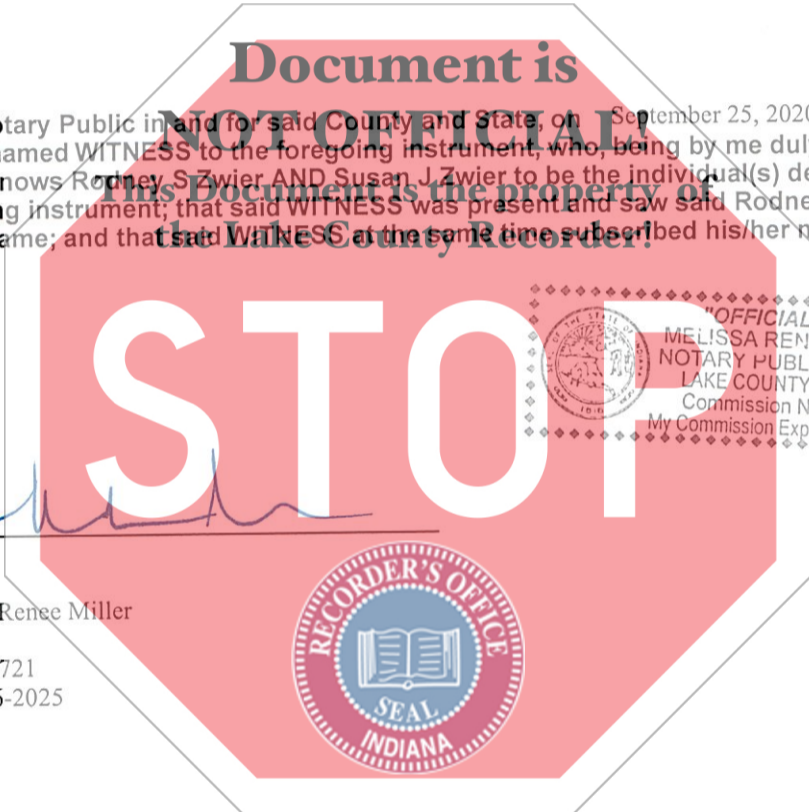 Document is
NOT OFFICIAL!
This Document is the property of
the Lake County Recorder!
otary Public in and for said County and State, on September 25, 2020
named WITNESS to the foregoing instrument, who, being by me dul
nows Rodney S Zwier AND Susan J Zwier to be the individual(s) de
g instrument; that said WITNESS was present and saw said Rodne
ame; and that said WITNESS at the same time subscribed his/her n
STOP
"OFFICIAL
MELISSA REN
NOTARY PUBL
LAKE COUNTY
Commission N
My Commission Exp
Renee Miller
721
-2025
RECORDER'S OFFICE
SEAL
INDIANA